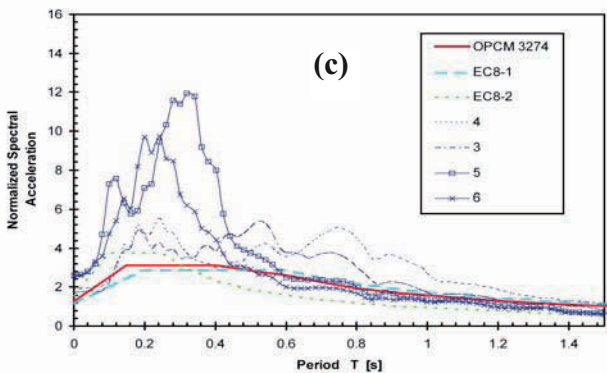 16
14
12
10
8
6
4
2
0
Normalized Spectral
Acceleration
(c)
OPCM 3274
EC8-1
EC8-2
4
3
5
6
0 0.2 0.4 0.6 0.8 1 1.2 1.4
Period T [s]